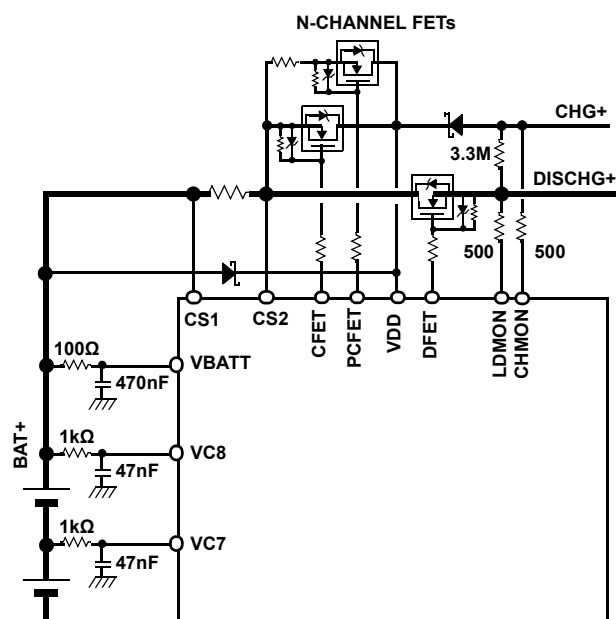 N-CHANNEL FETs
CHG+
3.3M
DISCHG+
500
500
CS1
CS2
CFET
PCFET
VDD
DFET
LDMON
CHMON
100Ω
VBATT
470nF
BAT+
1kΩ
VC8
47nF
1kΩ
VC7
47nF